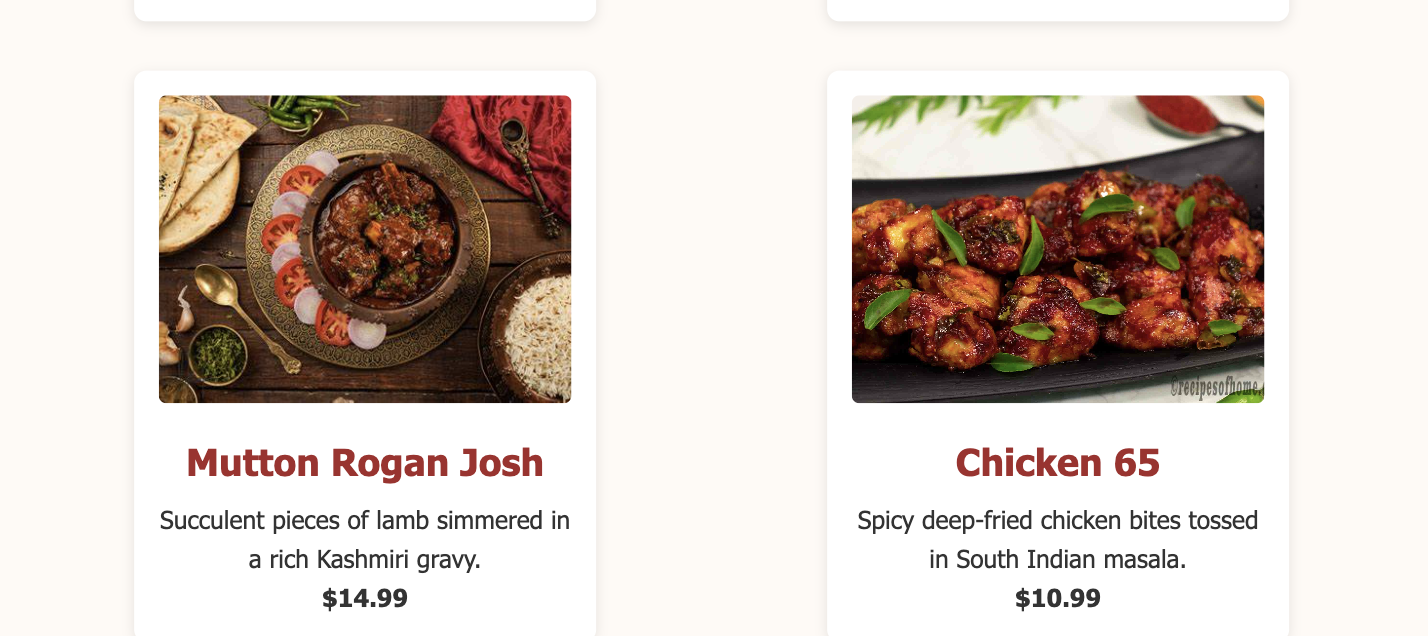 ©recipesofhome.
Mutton Rogan Josh
Succulent pieces of lamb simmered in
a rich Kashmiri gravy.
$14.99
Chicken 65
Spicy deep-fried chicken bites tossed
in South Indian masala.
$10.99